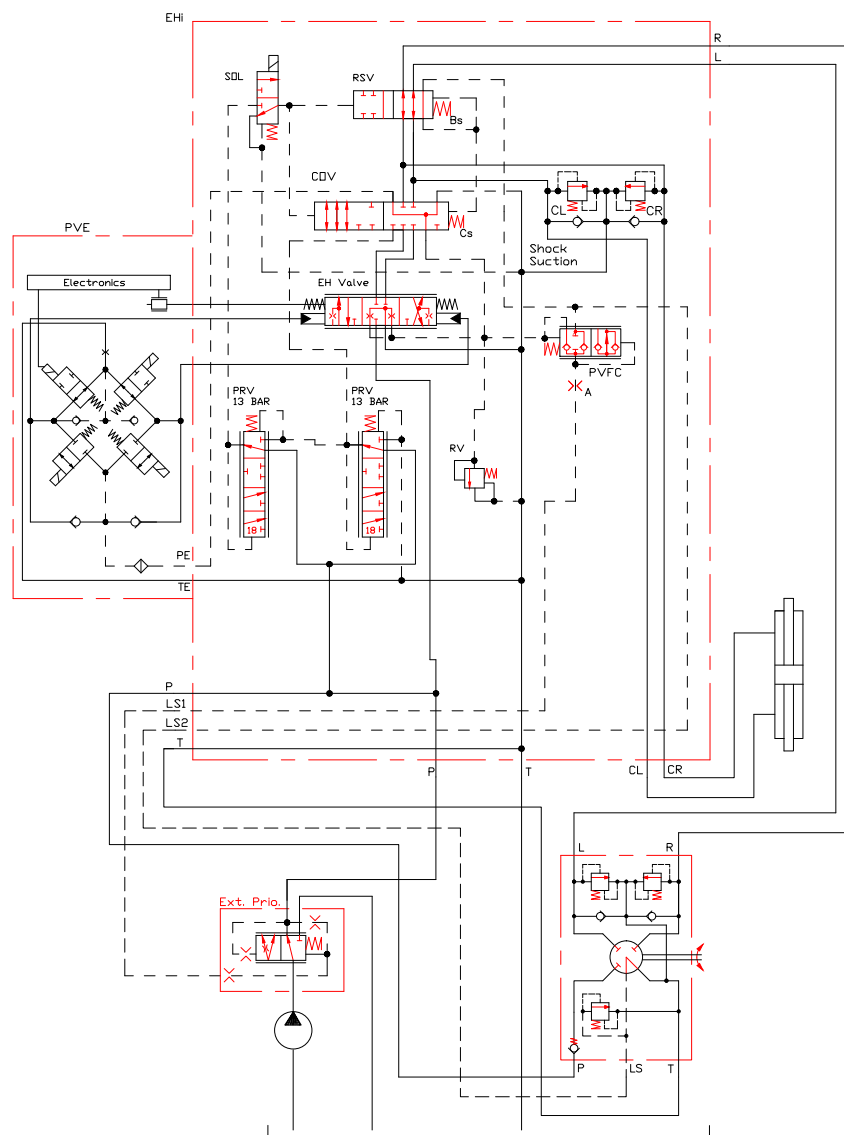 EHi
R
L
SOL
RSV
Bs
COV
CL
CR
PVE
Cs
Shock
Suction
Electronics
EH Valve
PVFC
A
PRV
13 BAR
PRV
13 BAR
RV
18
18
PE
TE
P
LS1
LS2
T
P
T
CL
CR
L
R
Ext. Prio.
P
LS
T